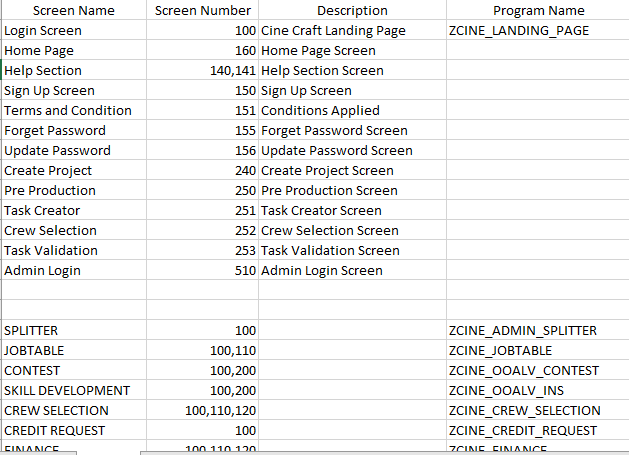 Screen Name Screen Number Description Program Name
Login Screen 100 Cine Craft Landing Page ZCINE_LANDING_PAGE
Home Page 160 Home Page Screen
Help Section 140,141 Help Section Screen
Sign Up Screen 150 Sign Up Screen
Terms and Condition 151 Conditions Applied
Forget Password 155 Forget Password Screen
Update Password 156 Update Password Screen
Create Project 240 Create Project Screen
Pre Production 250 Pre Production Screen
Task Creator 251 Task Creator Screen
Crew Selection 252 Crew Selection Screen
Task Validation 253 Task Validation Screen
Admin Login 510 Admin Login Screen
SPLITTER 100 ZCINE_ADMIN_SPLITTER
JOBTABLE 100,110 ZCINE_JOBTABLE
CONTEST 100,200 ZCINE_OOALV_CONTEST
SKILL DEVELOPMENT 100,200 ZCINE_OOALV_INS
CREW SELECTION 100,110,120 ZCINE_CREW_SELECTION
CREDIT REQUEST 100 ZCINE_CREDIT_REQUEST
FINANCE 100,110,120 ZCINE_FINANCE